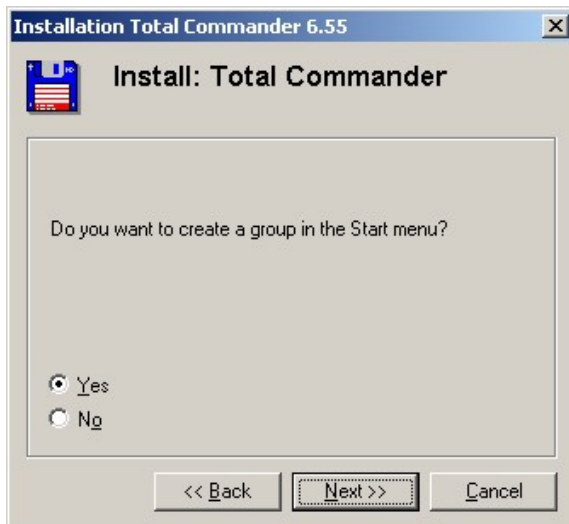 Installation Total Commander 6.55
Install: Total Commander
Do you want to create a group in the Start menu?
Yes
No
<< Back
Next >>
Cancel